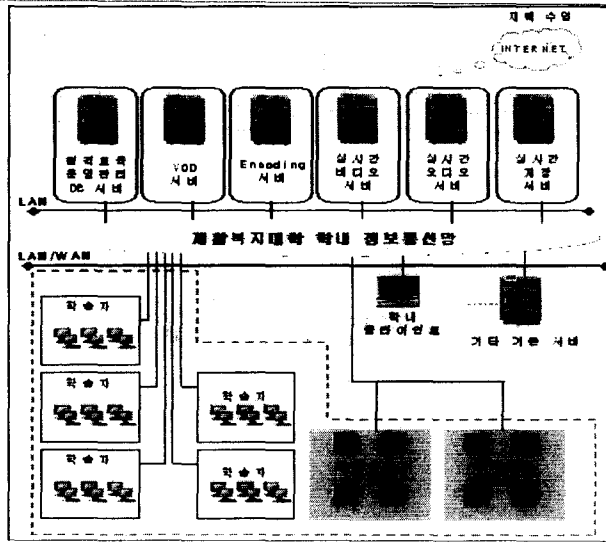 재택 수업
INTERNET
원격교육
운영관리
DB 서버
VOD
서버
Encoding
서버
실시간
비디오
서버
실시간
오디오
서버
실시간
저장
서버
LAN
재활복지대학 학내 정보통신망
LAN/WAN
학습자
학습자
학습자
학습자
학습자
학내
클라이언트
기타 기존 서버